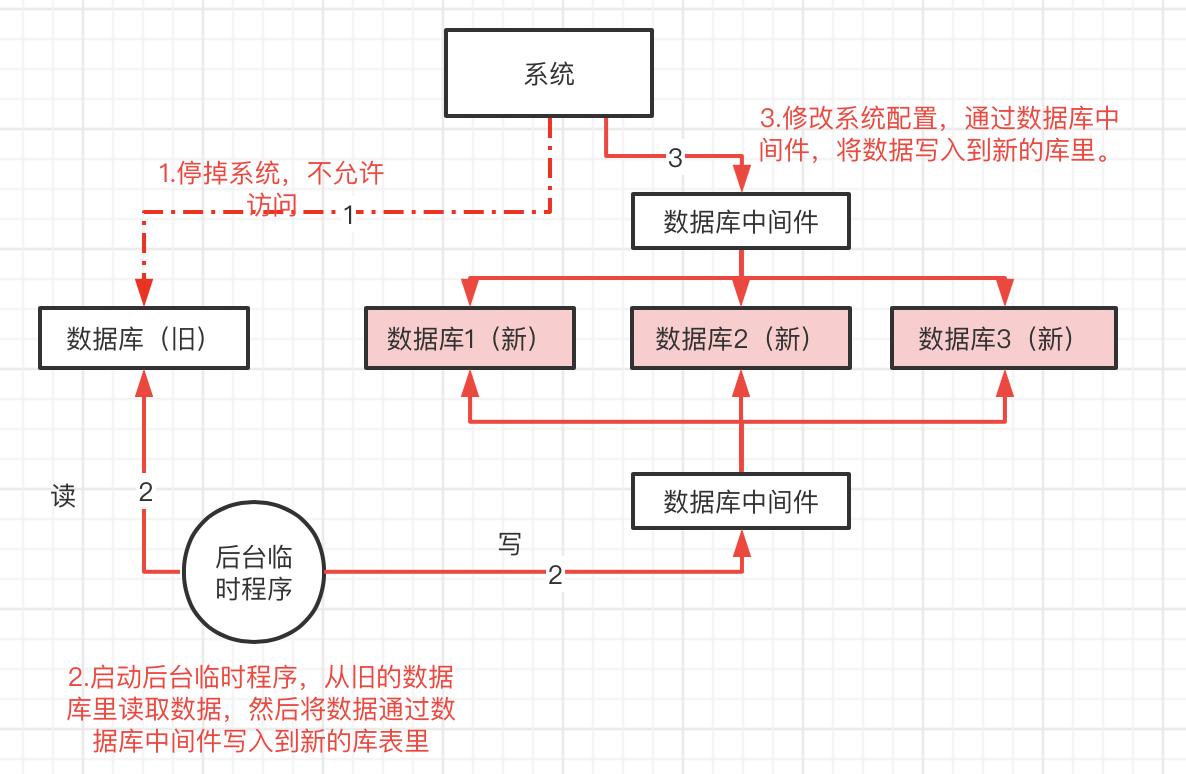 系统
3.修改系统配置，通过数据库中
间件，将数据写入到新的库里。
3
1.停掉系统，不允许
访问
1
数据库中间件
数据库（旧）
数据库1（新）
数据库2（新）
数据库3（新）
读
2
数据库中间件
写
2
后台临
时程序
2.启动后台临时程序，从旧的数据
库里读取数据，然后将数据通过数
据库中间件写入到新的库表里